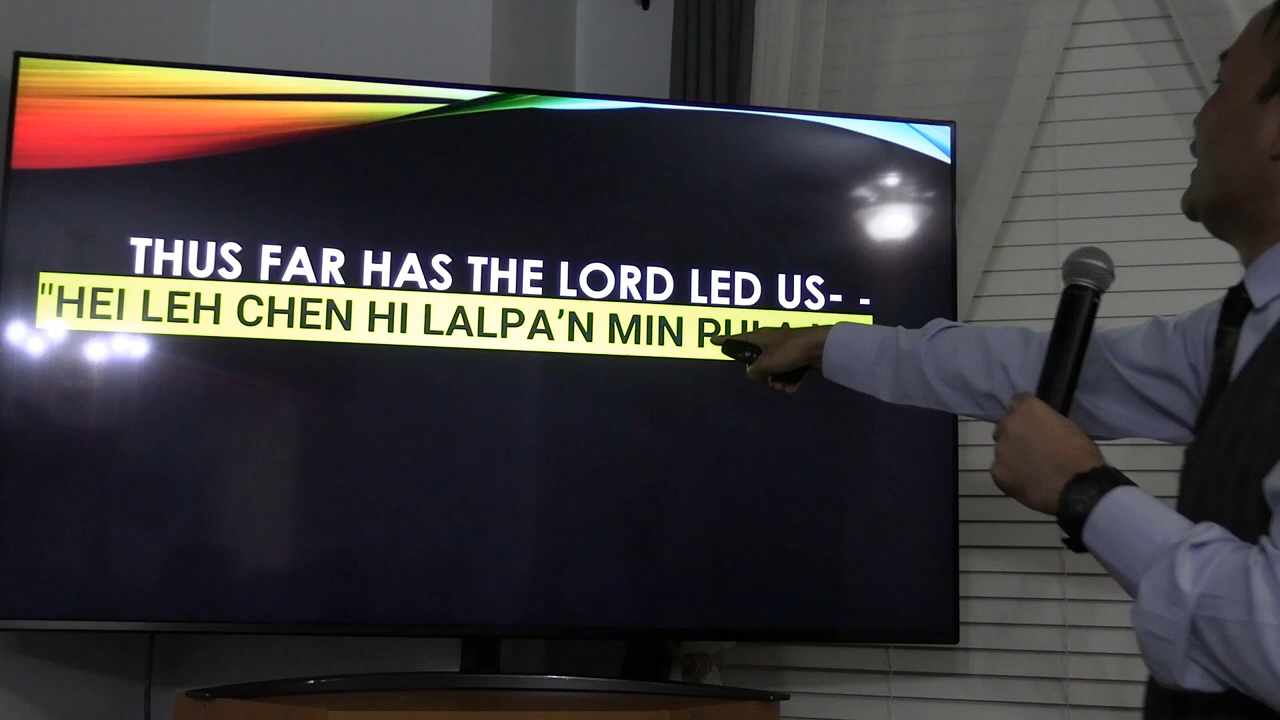 THUS FAR HAS THE LORD LED US- -
"HEI LEH CHEN HI LALPA’N MIN